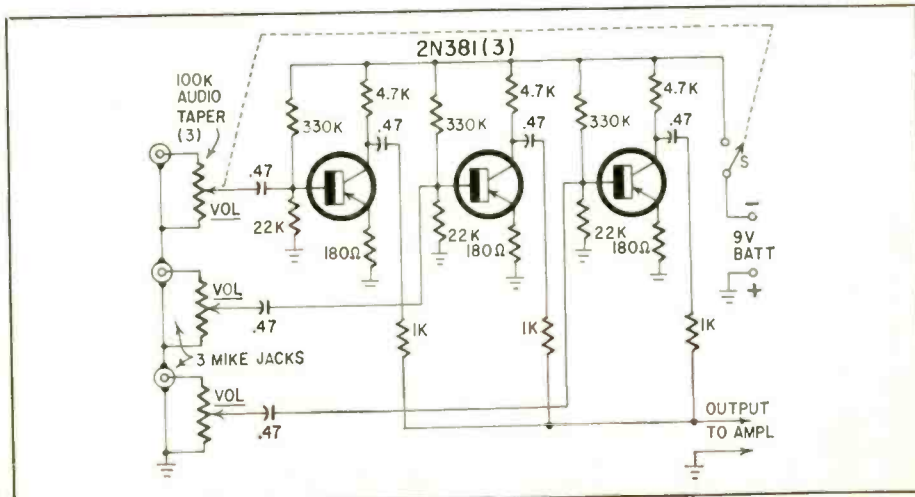 2N381(3)
100K
AUDIO
TAPER
(3)
4.7K
4.7K
4.7K
330K
.47
330K
.47
330K
.47
.47
VOL
22K
22K
22K
180Ω
180Ω
180Ω
S
−
9V
BATT
+
VOL
.47
1K
1K
1K
3 MIKE JACKS
VOL
.47
OUTPUT
TO AMPL